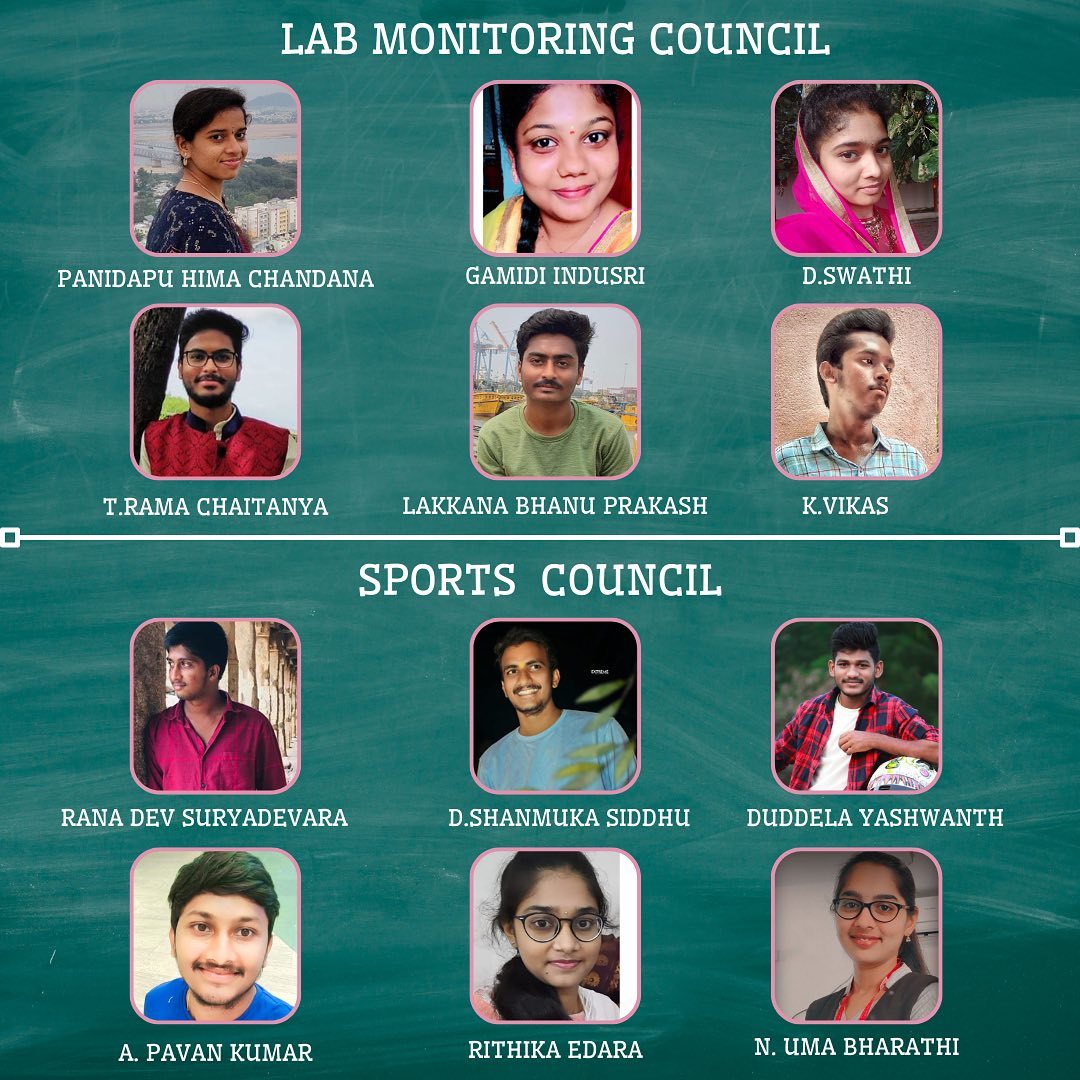 LAB MONITORING COUNCIL
PANIDAPU HIMA CHANDANA
GAMIDI INDUSRI
D.SWATHI
T.RAMA CHAITANYA
LAKKANA BHANU PRAKASH
K.VIKAS
SPORTS COUNCIL
EXTREME
RANA DEV SURYADEVARA
D.SHANMUKA SIDDHU
DUDDELA YASHWANTH
A. PAVAN KUMAR
RITHIKA EDARA
N. UMA BHARATHI